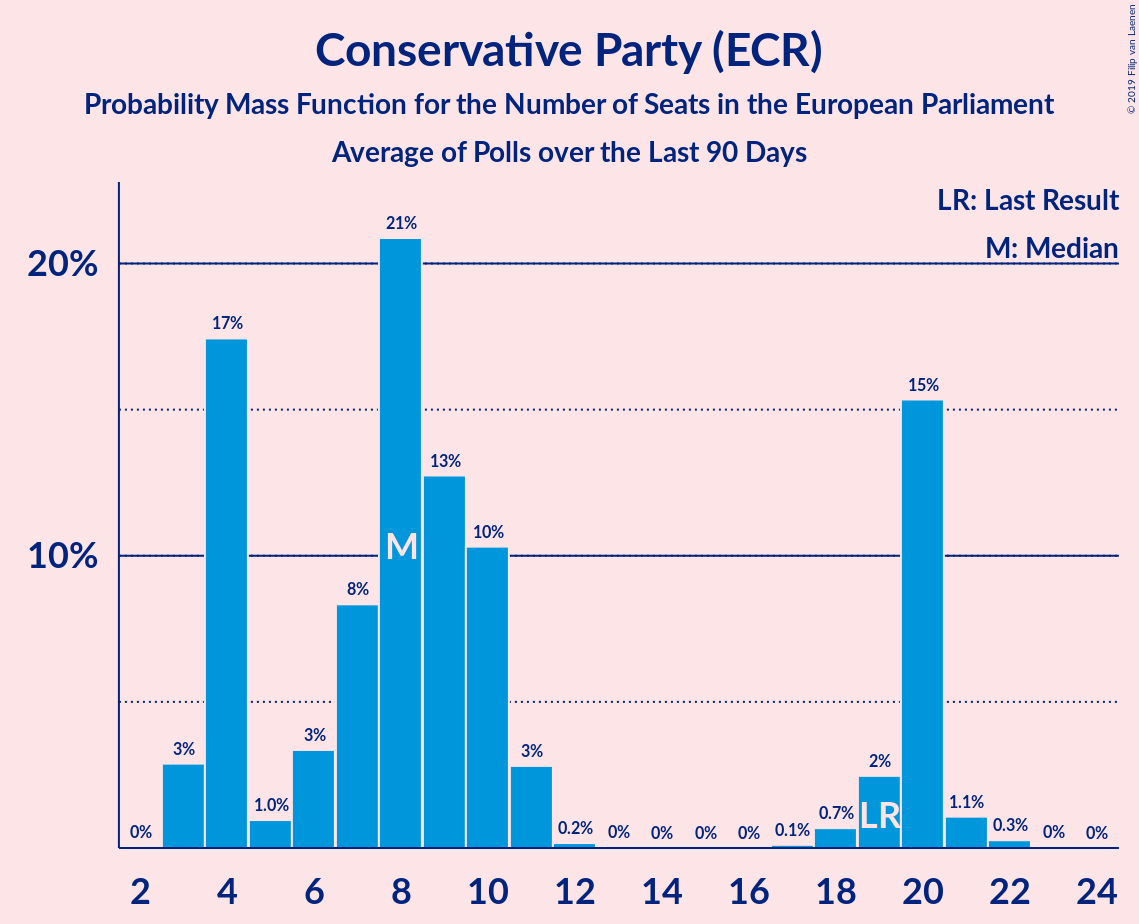 Conservative Party (ECR)
Probability Mass Function for the Number of Seats in the European Parliament
Average of Polls over the Last 90 Days
© 2019 Filip van Laenen
LR: Last Result
M: Median
20%
10%
0%
3%
17%
1.0%
3%
8%
21%
13%
10%
3%
0.2%
0%
0%
0%
0%
0.1%
0.7%
2%
15%
1.1%
0.3%
0%
0%
M
LR
2 4 6 8 10 12 14 16 18 20 22 24